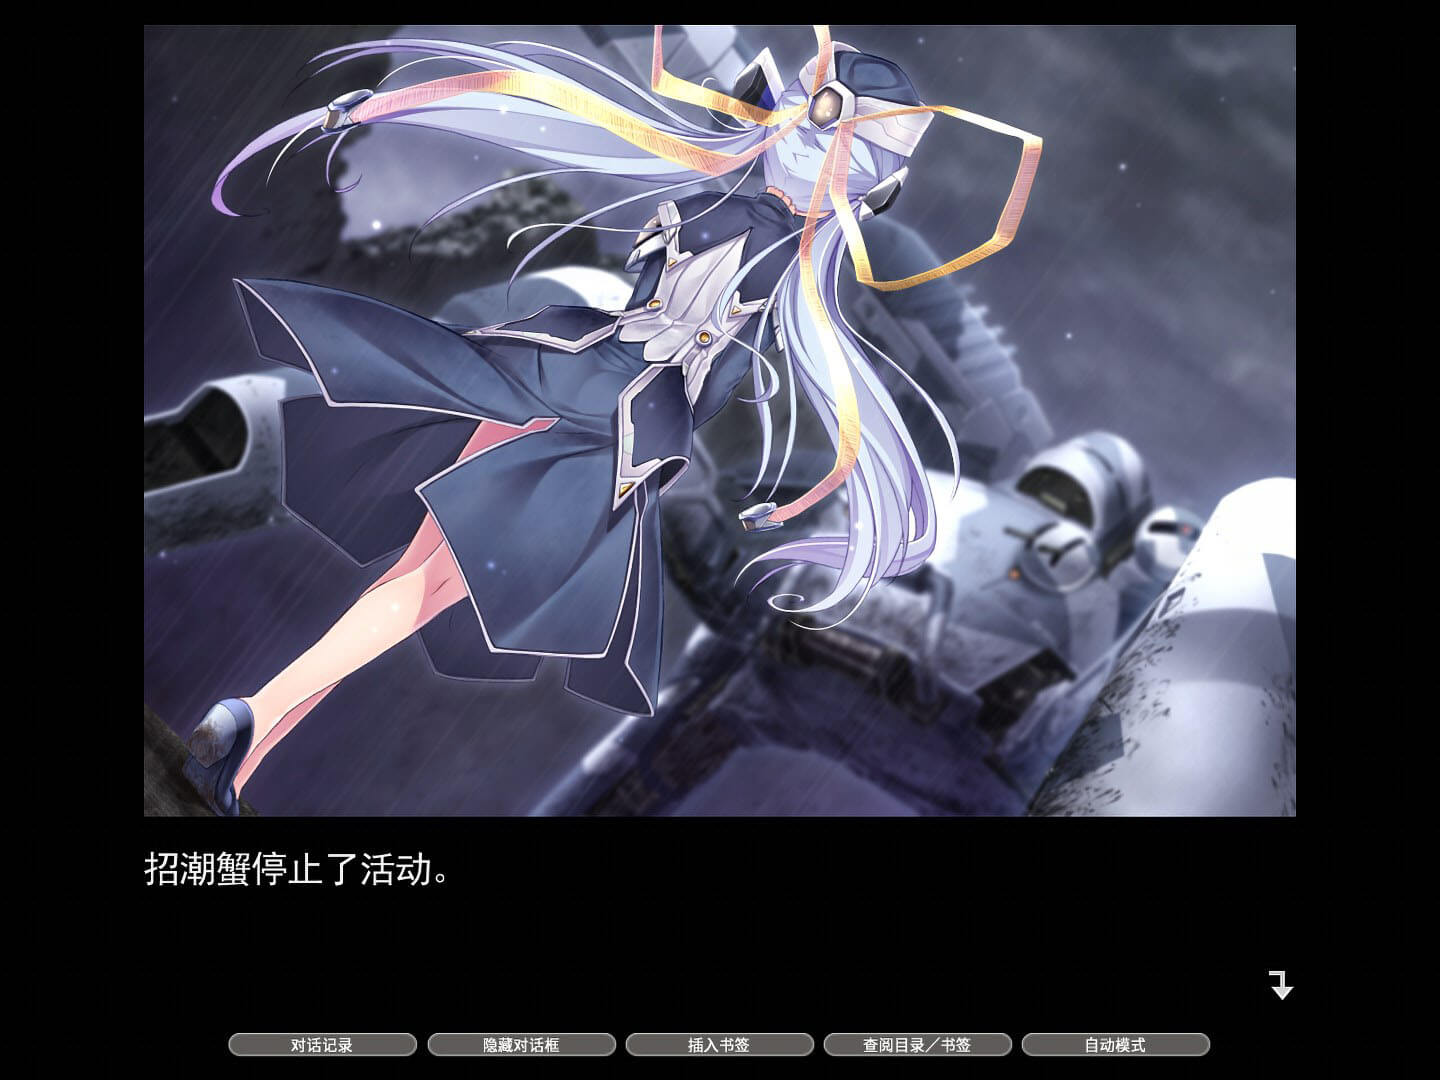 招潮蟹停止了活动。
对话记录
隐藏对话框
插入书签
查阅目录／书签
自动模式